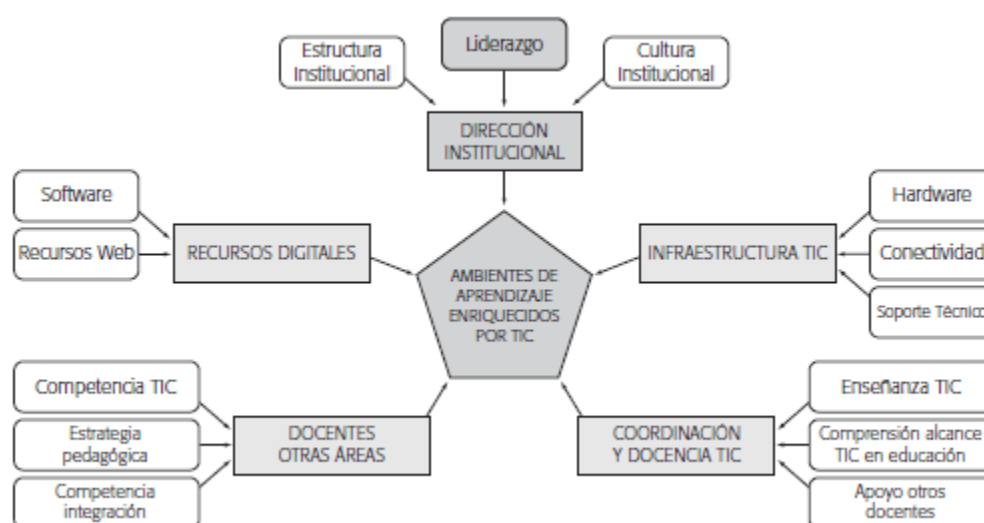 Estructura
Institucional
Liderazgo
Cultura
Institucional
DIRECCIÓN
INSTITUCIONAL
Software
Recursos Web
RECURSOS DIGITALES
Hardware
Conectividad
Soporte Técnico
INFRAESTRUCTURA TIC
AMBIENTES DE
APRENDIZAJE
ENRIQUECIDOS
POR TIC
Competencia TIC
Estrategia
pedagógica
Competencia
integración
DOCENTES
OTRAS ÁREAS
COORDINACIÓN
Y DOCENCIA TIC
Enseñanza TIC
Comprensión alcance
TIC en educación
Apoyo otros
docentes